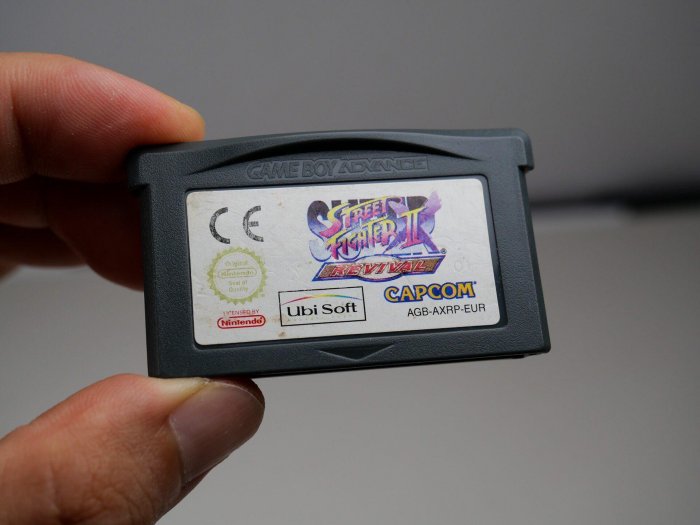 GAME BOY ADVANCE
CE
SUPER
STREET
FIGHTER II
REVIVAL
Original
Nintendo
Seal of
Quality
LICENSED BY
Nintendo
Ubi Soft
CAPCOM
AGB-AXRP-EUR